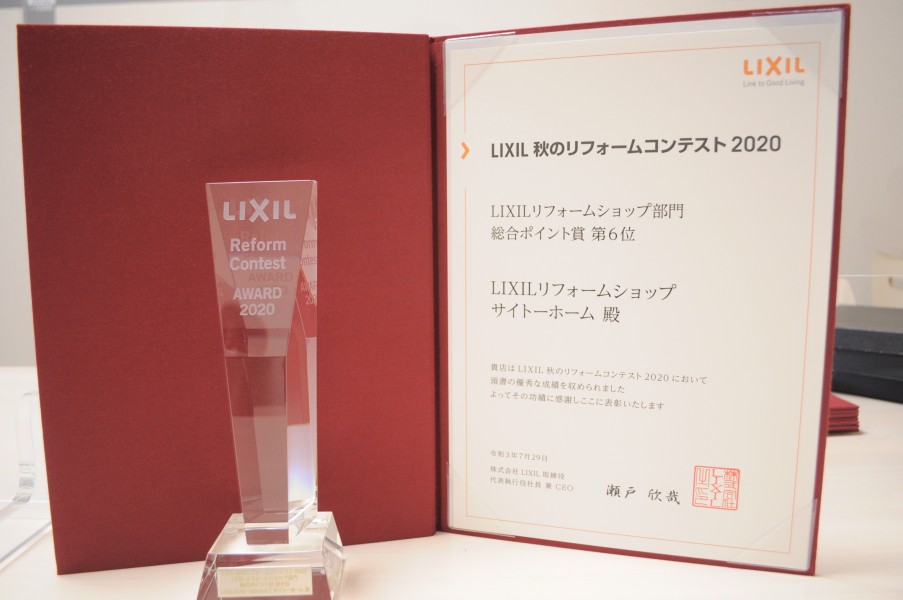 LIXIL
Reform
Contest
AWARD
2020
LIXIL
Link to Good Living
LIXIL 秋のリフォームコンテスト 2020
LIXILリフォームショップ部門
総合ポイント賞 第6位
LIXILリフォームショップ
サイトーホーム 殿
貴店は LIXIL 秋のリフォームコンテスト2020 において
頭書の優秀な成績を収められました
よってその功績に感謝しここに表彰いたします
令和3年7月29日
株式会社 LIXIL 取締役
代表執行役社長 兼 CEO
瀬戸 欣哉